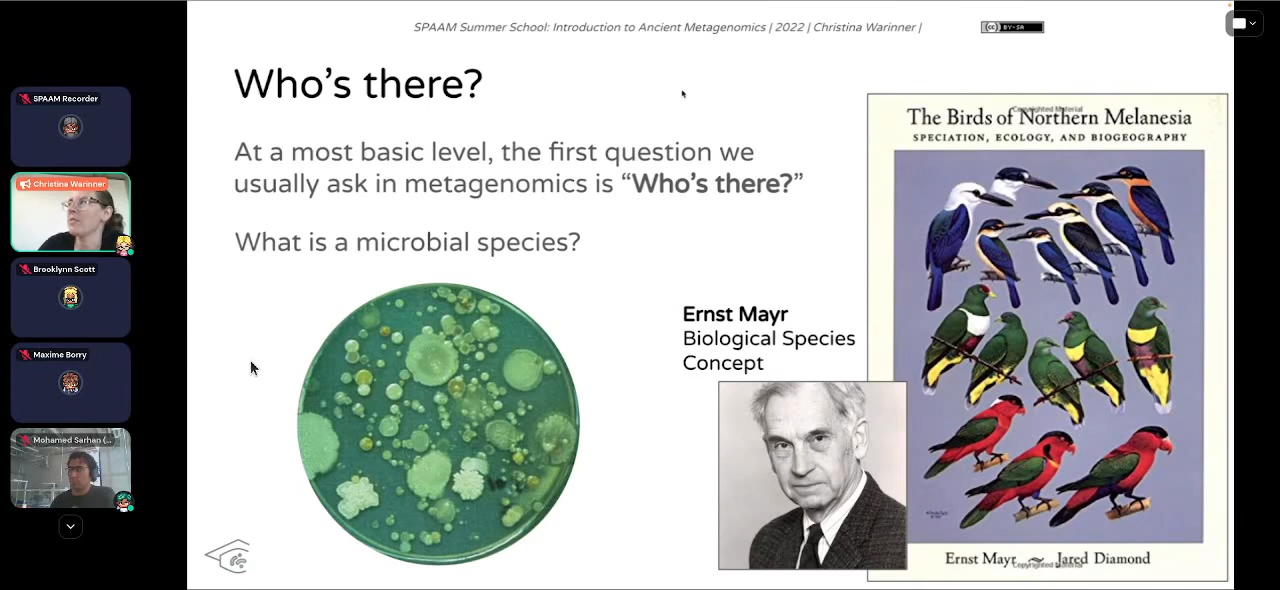 SPAAM Summer School: Introduction to Ancient Metagenomics | 2022 | Christina Warinner |
(cc) BY-SA
SPAAM Recorder
Christina Warinner
Brooklynn Scott
Maxime Borry
Mohamed Sarhan (...
Who's there?
At a most basic level, the first question we
usually ask in metagenomics is “Who's there?”
What is a microbial species?
Ernst Mayr
Biological Species
Concept
Copyrighted Material
The Birds of Northern Melanesia
SPECIATION, ECOLOGY, AND BIOGEOGRAPHY
Ernst Mayr ~ Jared Diamond
Copyrighted Material